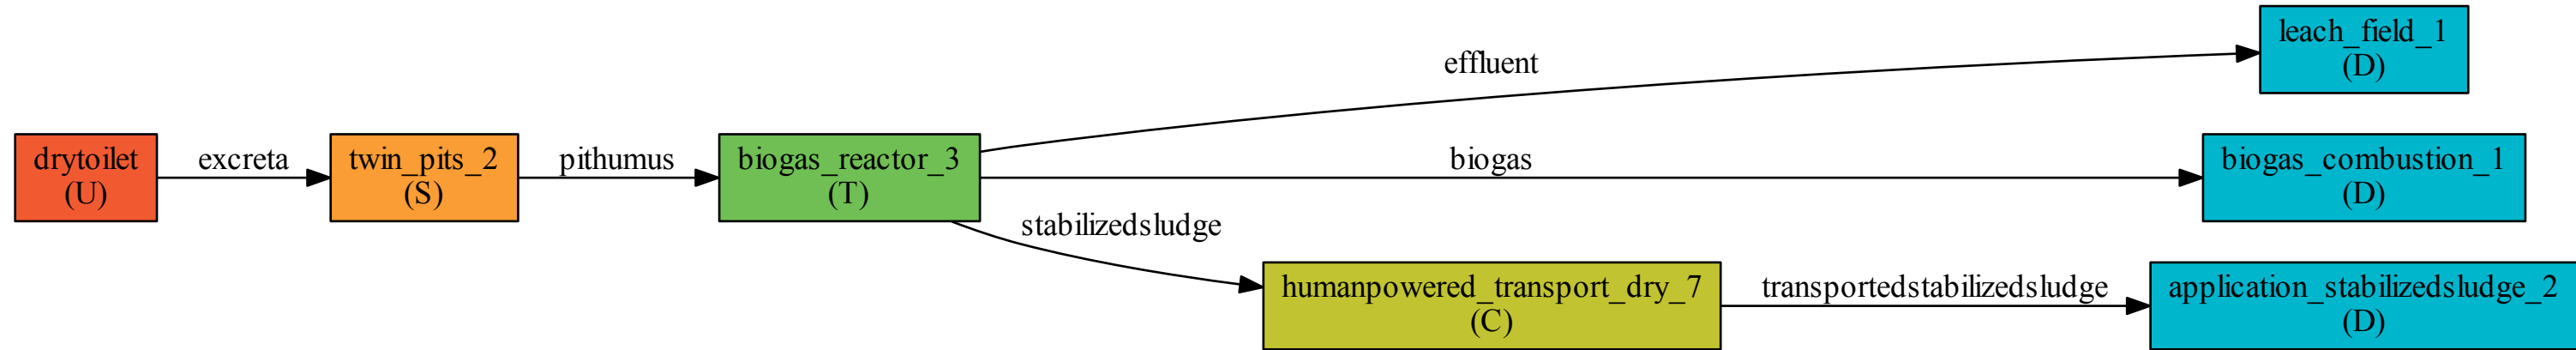 drytoilet
(U)
excreta
twin_pits_2
(S)
pithumus
biogas_reactor_3
(T)
effluent
leach_field_1
(D)
biogas
biogas_combustion_1
(D)
stabilizedsludge
humanpowered_transport_dry_7
(C)
transportedstabilizedsludge
application_stabilizedsludge_2
(D)